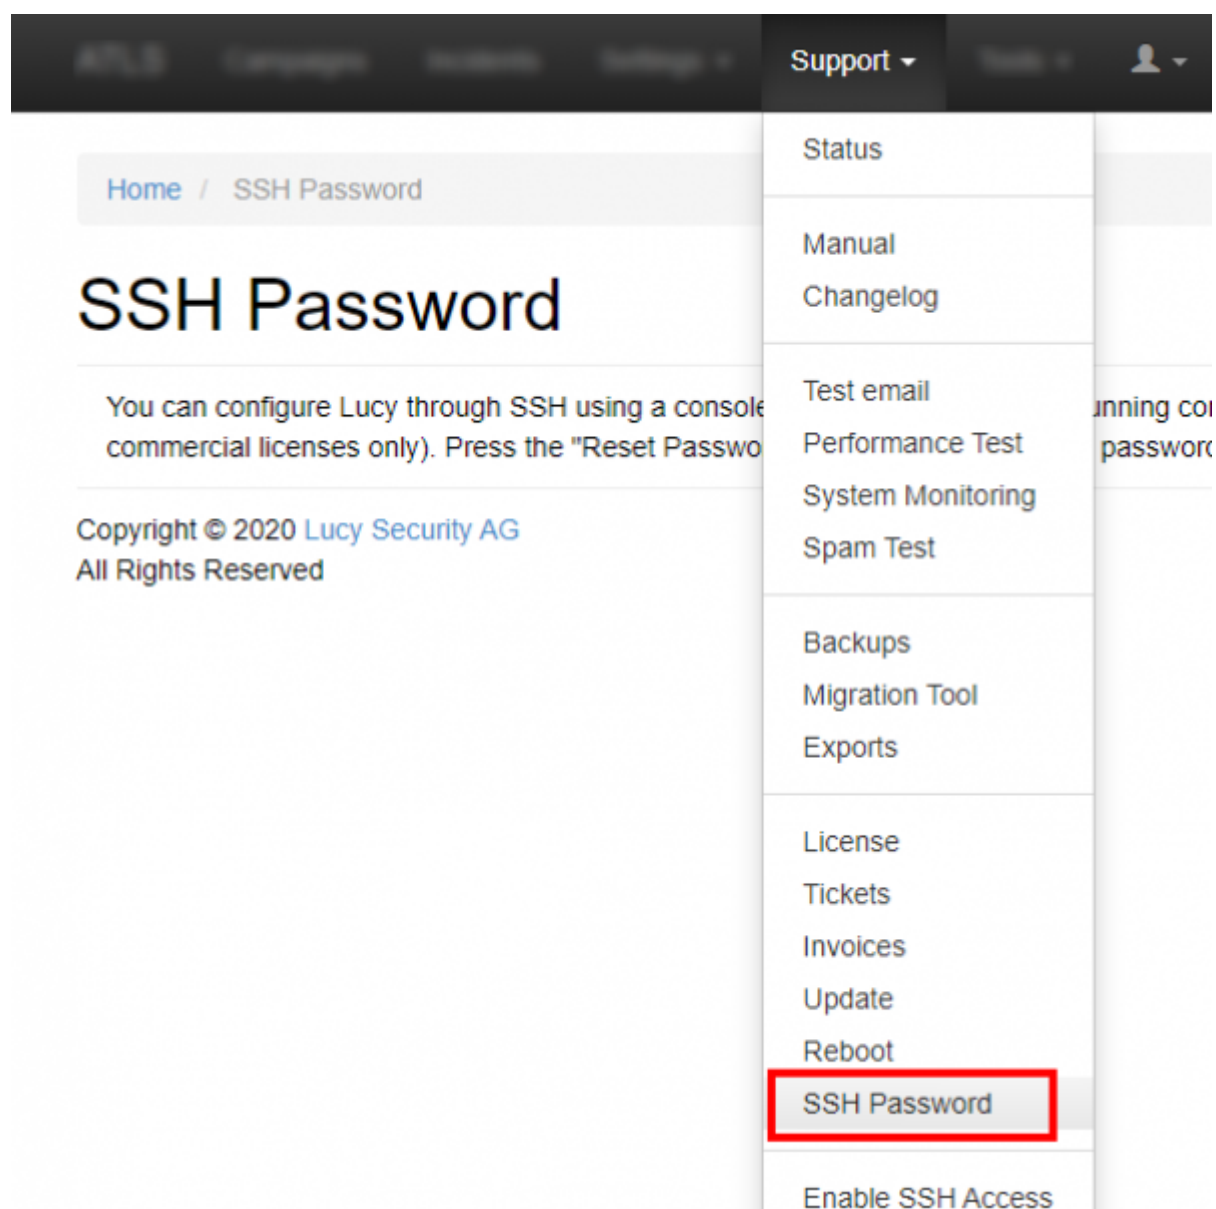 Support
Home / SSH Password
SSH Password
You can configure Lucy through SSH using a console
commercial licenses only). Press the "Reset
password
Copyright © 2020 Lucy Security AG
All Rights Reserved
Status
Manual
Changelog
Test email
Performance Test
System Monitoring
Spam Test
Backups
Migration Tool
Exports
License
Tickets
Invoices
Update
Reboot
SSH Password
Enable SSH Access